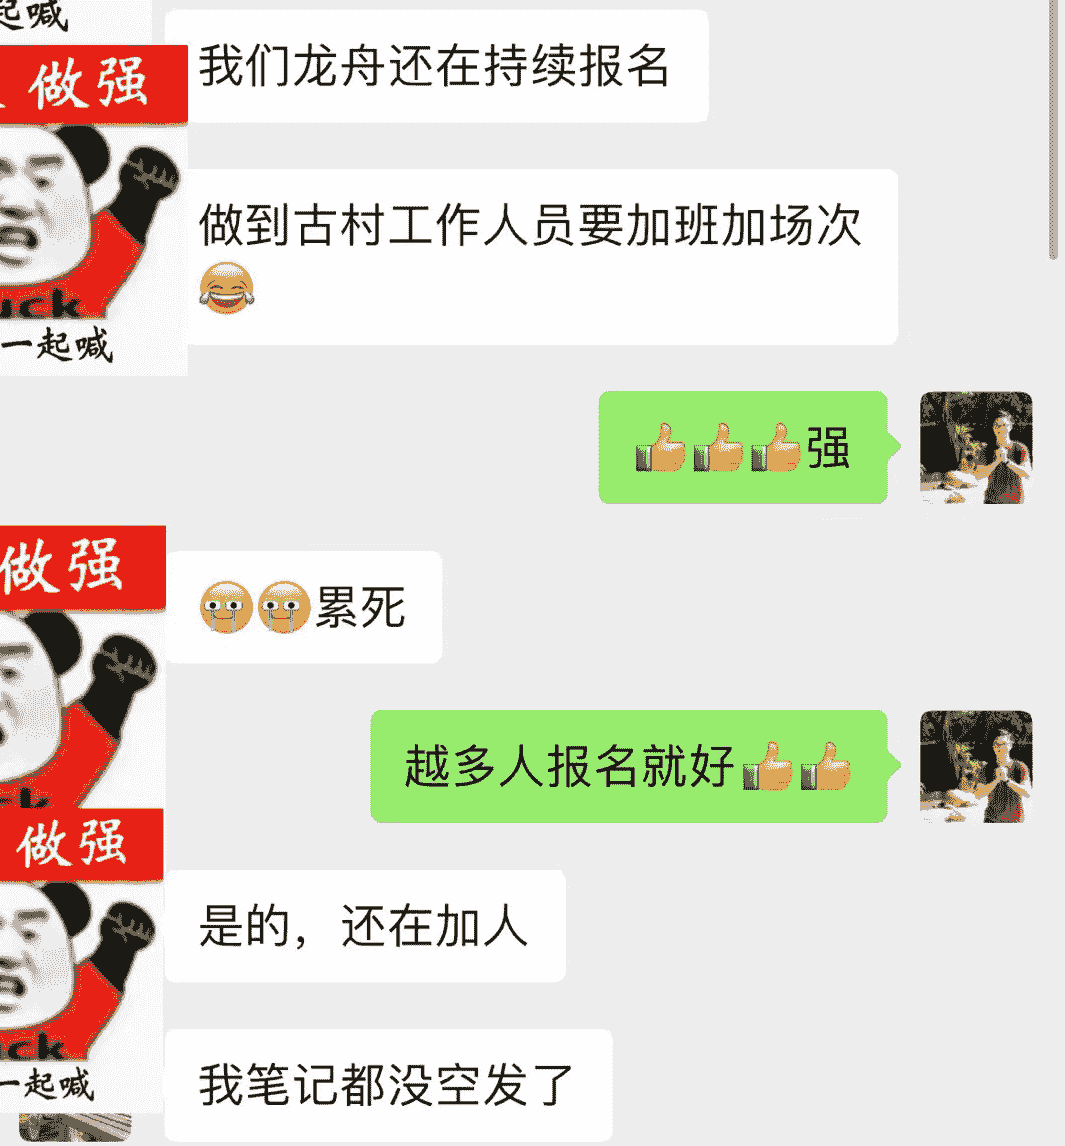 起喊
做强
我们龙舟还在持续报名
做到古村工作人员要加班加场次
😂
uck
一起喊
👍👍👍强
做强
🥹🥹累死
越多人报名就好👍👍
做强
是的，还在加人
uck
一起喊
我笔记都没空发了